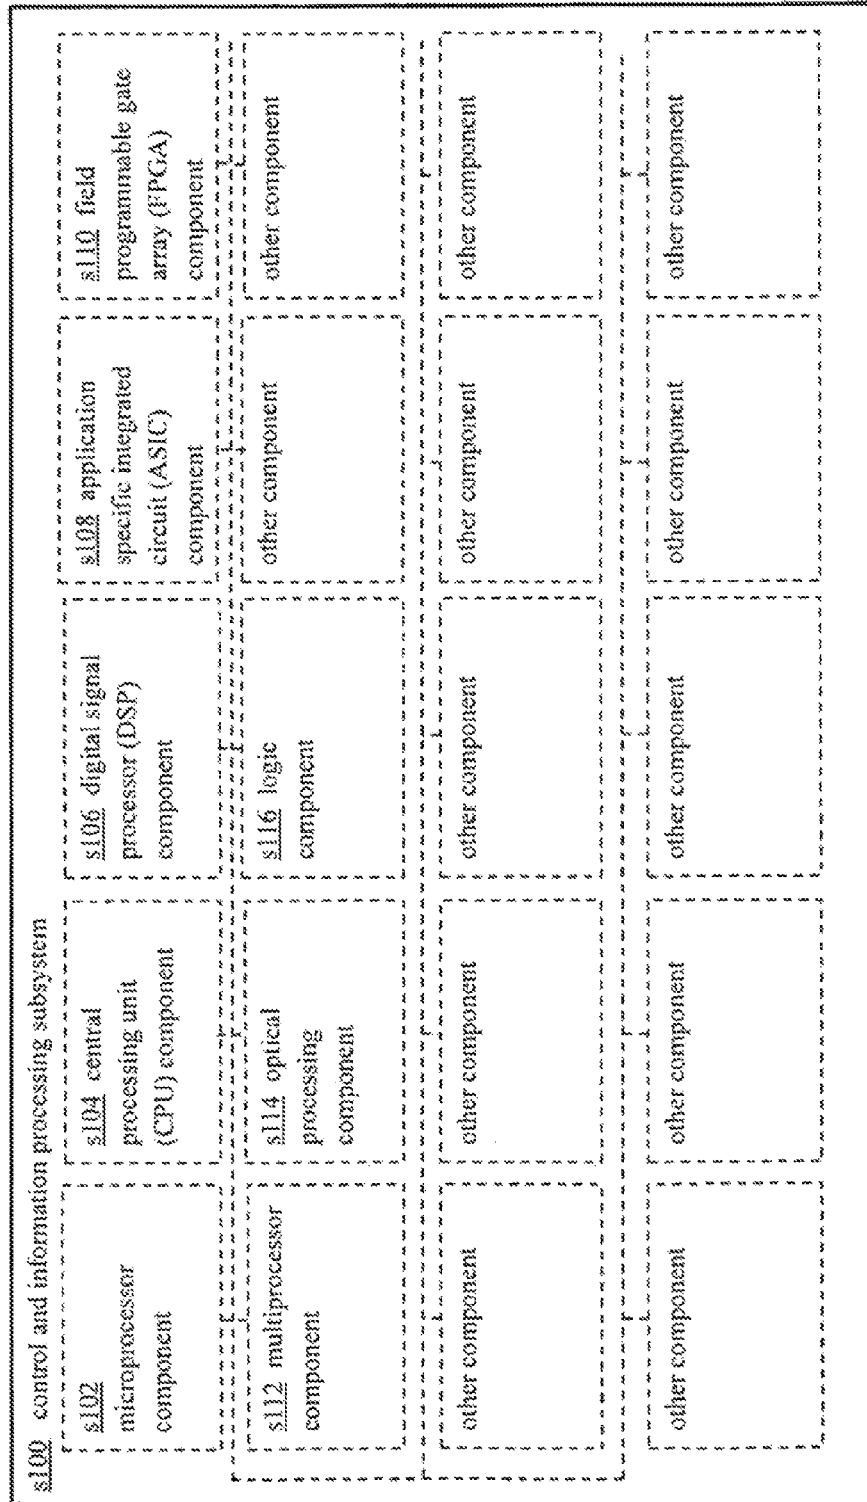 s100 control and information processing subsystem
s102
microprocessor
component
s104 central
processing unit
(CPU) component
s106 digital signal
processor (DSP)
component
s108 application
specific integrated
circuit (ASIC)
component
s110 field
programmable gate
array (FPGA)
component
s112 multiprocessor
component
s114 optical
processing
component
s116 logic
component
other component
other component
other component
other component
other component
other component
other component
other component
other component
other component
other component
other component